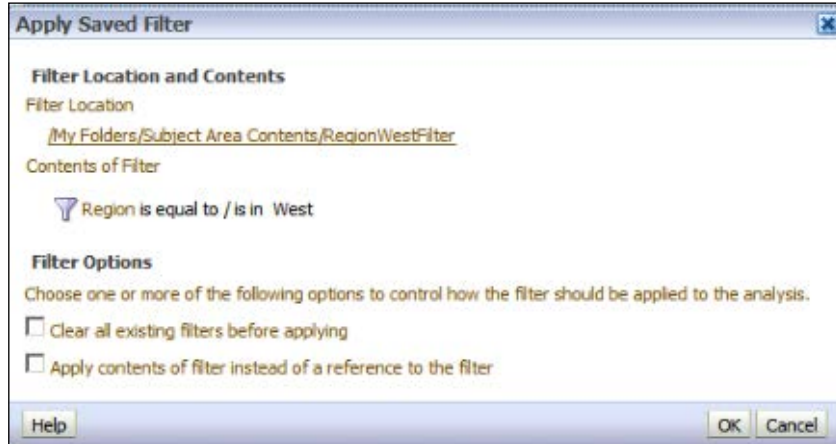 Apply Saved Filter
Filter Location and Contents
Filter Location
/My Folders/Subject Area Contents/RegionWestFilter
Contents of Filter
Region is equal to / is in West
Filter Options
Choose one or more of the following options to control how the filter should be applied to the analysis.
Clear all existing filters before applying
Apply contents of filter instead of a reference to the filter
Help OK Cancel